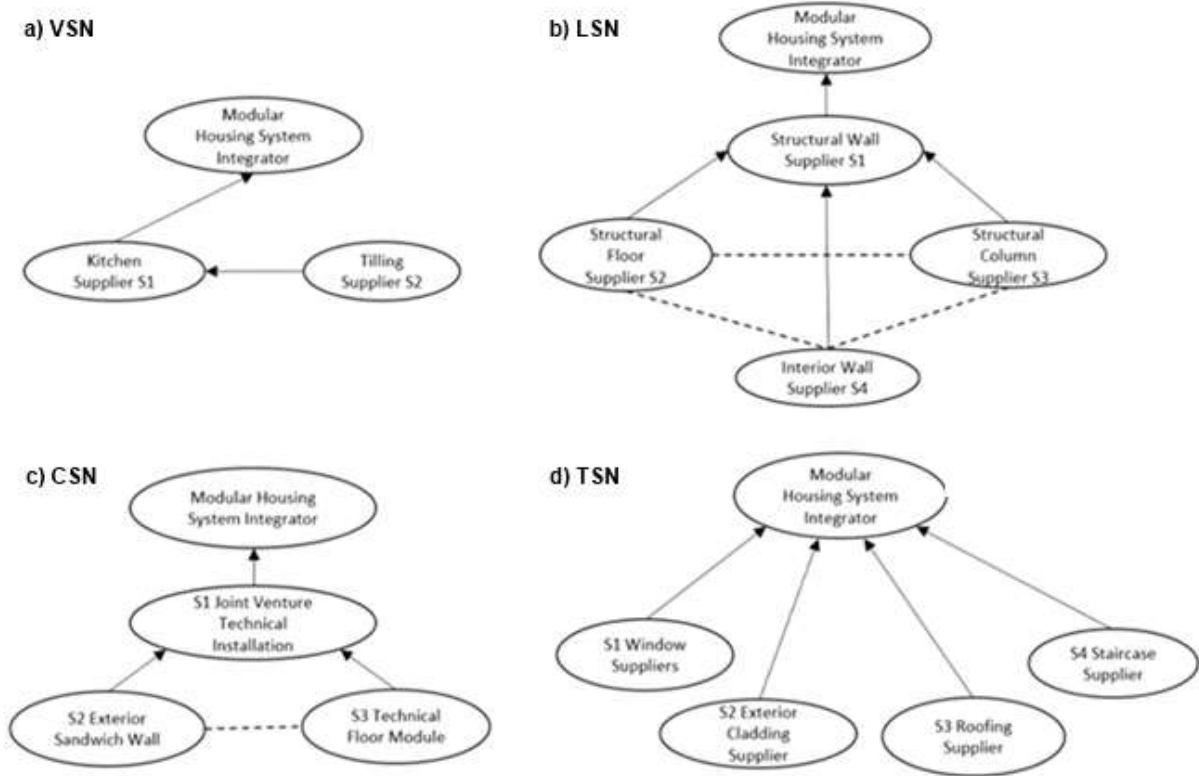 a) VSN
Modular
Housing System
Integrator
Kitchen
Supplier S1
Tilling
Supplier S2
b) LSN
Modular
Housing System
Integrator
Structural Wall
Supplier S1
Structural
Floor
Supplier S2
Structural
Column
Supplier S3
Interior Wall
Supplier S4
c) CSN
Modular Housing
System Integrator
S1 Joint Venture
Technical
Installation
S2 Exterior
Sandwich Wall
S3 Technical
Floor Module
d) TSN
Modular
Housing System
Integrator
S1 Window
Suppliers
S2 Exterior
Cladding
Supplier
S3 Roofing
Supplier
S4 Staircase
Supplier